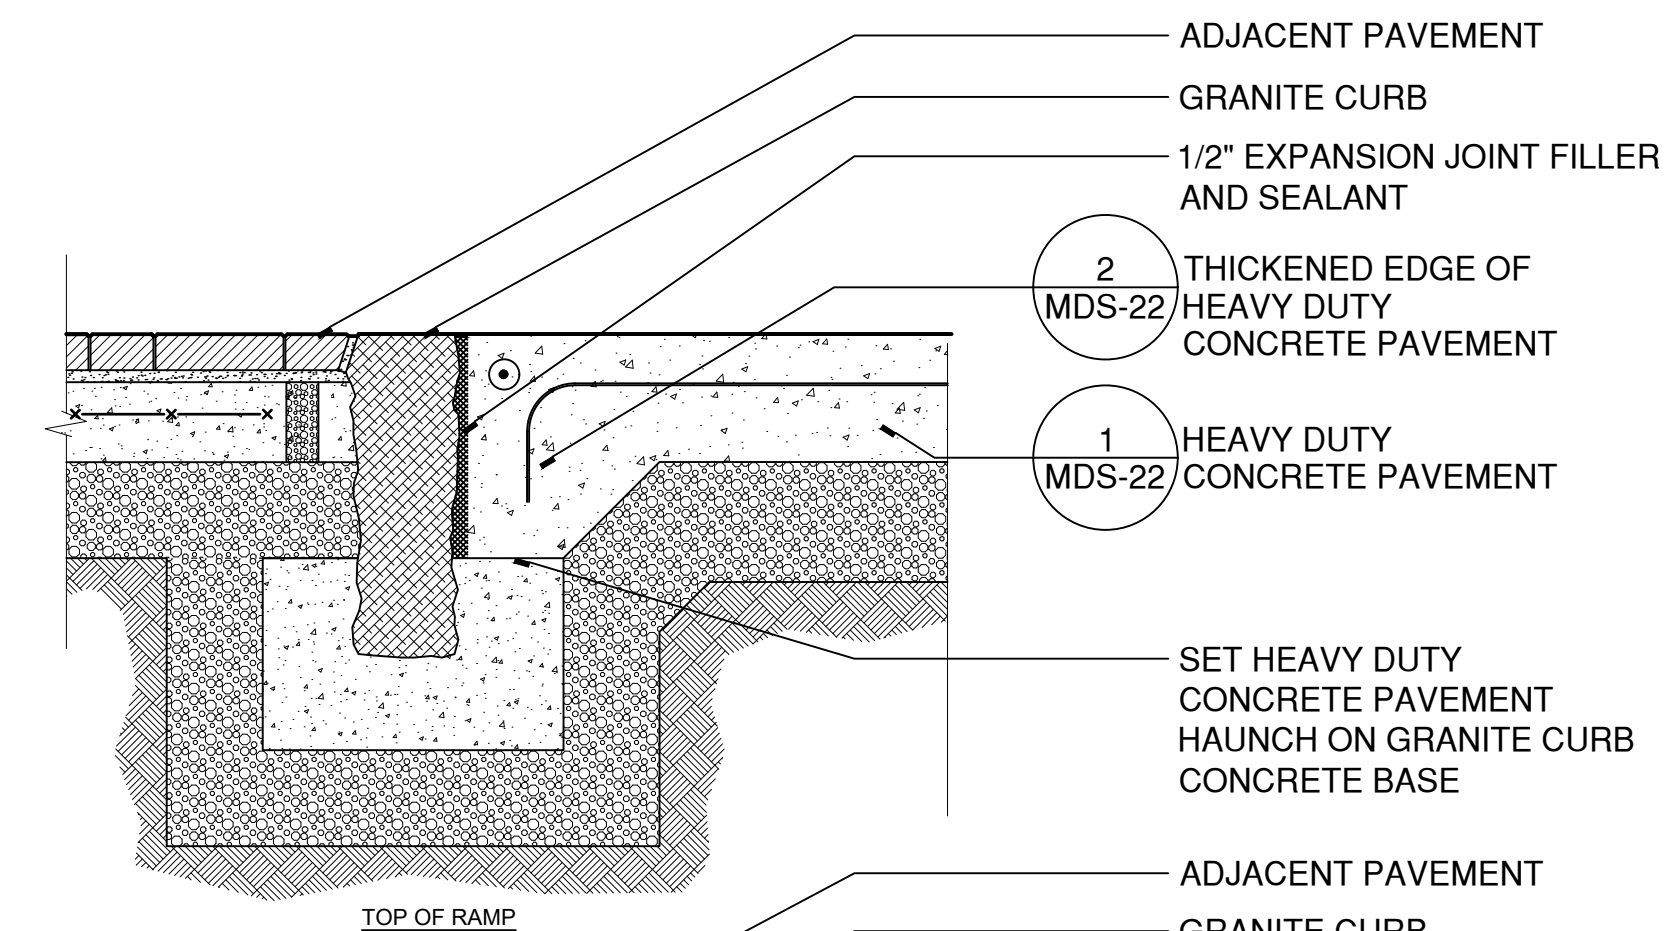 ADJACENT PAVEMENT
GRANITE CURB
1/2" EXPANSION JOINT FILLER
AND SEALANT
2
MDS-22
THICKENED EDGE OF
HEAVY DUTY
CONCRETE PAVEMENT
1
MDS-22
HEAVY DUTY
CONCRETE PAVEMENT
SET HEAVY DUTY
CONCRETE PAVEMENT
HAUNCH ON GRANITE CURB
CONCRETE BASE
ADJACENT PAVEMENT
TOP OF RAMP
GRANITE CURB